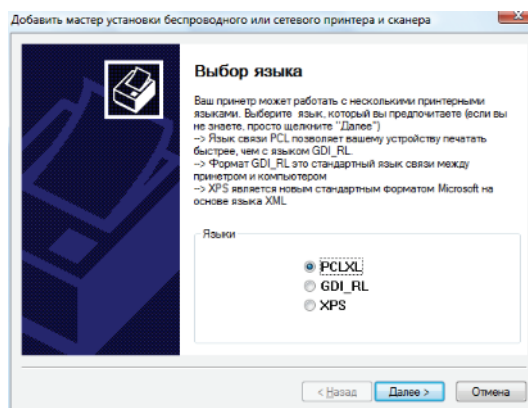 Добавить мастер установки беспроводного или сетевого принтера и сканера
Выбор языка
Ваш принетр может работать с несколькими принтерными
языками. Выберите язык, который вы предпочитаете (если вы
не знаете, просто щелкните "Далее")
--> Язык связи PCL позволяет вашему устройству печатать
быстрее, чем с языком GDI_RL.
--> Формат GDI_RL это стандартный язык связи между
принетром и компьютером
--> XPS является новым стандартным форматом Microsoft на
основе языка XML
Языки
PCLXL
GDI_RL
XPS
< Назад
Далее >
Отмена